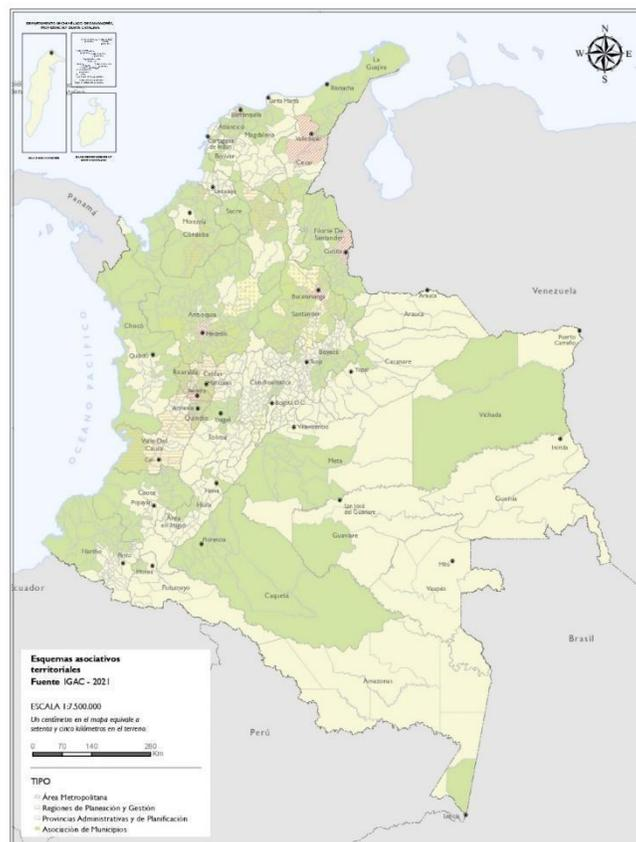 N
W
E
S
La
Guajira
Riohacha
Santa Marta
Barranquilla
Atlántico
Magdalena
Valledupar
Cesar
Bolívar
Sincelejo
Sucre
Panamá
Montería
Córdoba
Norte De
Santander
Cúcuta
Venezuela
Arauca
Arauca
Bucaramanga
Santander
Antioquia
Medellín
Puerto
Carreño
Chocó
Boyacá
Tunja
Casanare
Yopal
Quibdó
Caldas
Manizales
Risaralda
Cundinamarca
Vichada
OCEANO PACÍFICO
Armenia
Quindío
Ibagué
Bogotá D.C.
Tolima
Villavicencio
Inírida
Valle Del
Cauca
Cali
Meta
Guainía
Cauca
Popayán
Neiva
Huila
San José
del Guaviare
Guaviare
Florencia
Nariño
Pasto
Mocoa
Mitú
Vaupés
Caquetá
Putumayo
Brasil
Amazonas
Perú
Leticia
Esquemas asociativos
territoriales
Fuente IGAC - 2021
ESCALA 1:7.500.000
Un centímetro en el mapa equivale a
setenta y cinco kilómetros en el terreno.
0 70 140 280
Km
TIPO
Área Metropolitana
Regiones de Planeación y Gestión
Provincias Administrativas y de Planificación
Asociación de Municipios